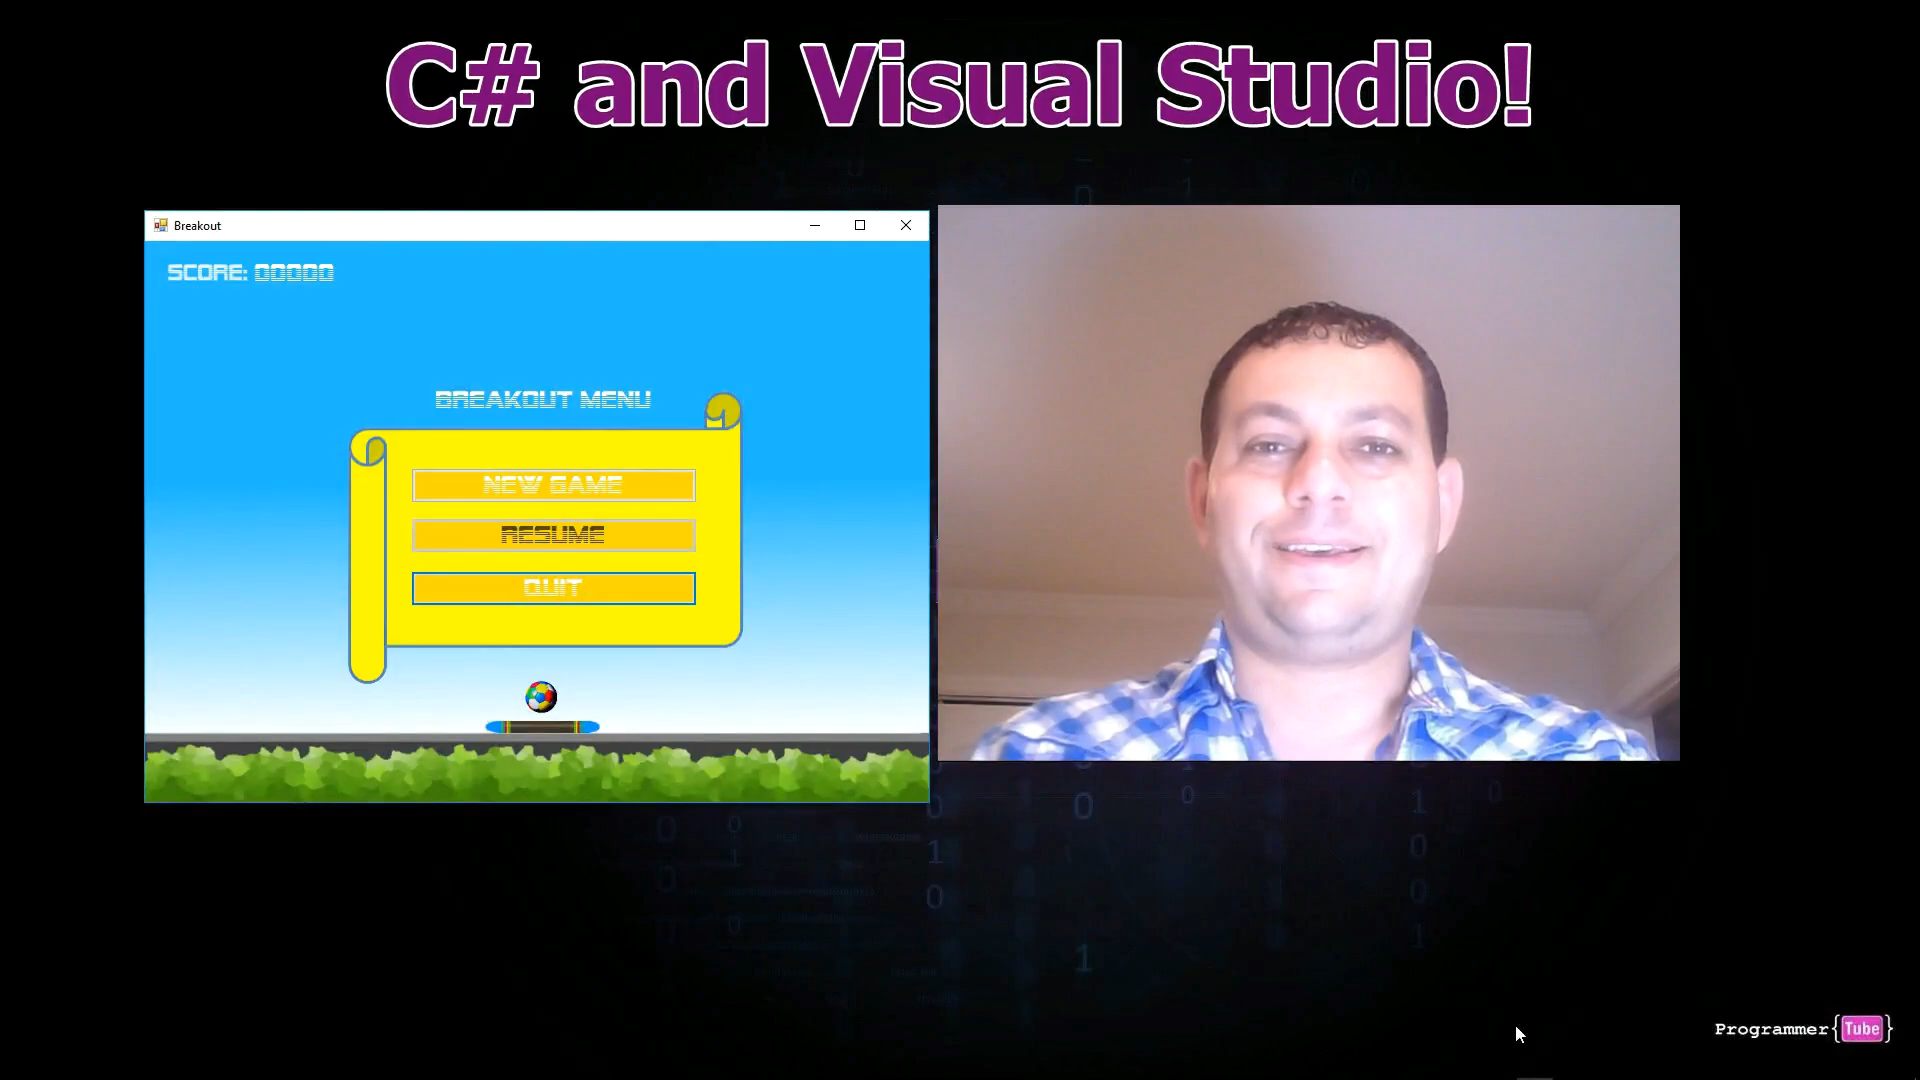 C# and Visual Studio!
Breakout
SCORE: 00000
BREAKOUT MENU
NEW GAME
RESUME
QUIT
Programmer{Tube}